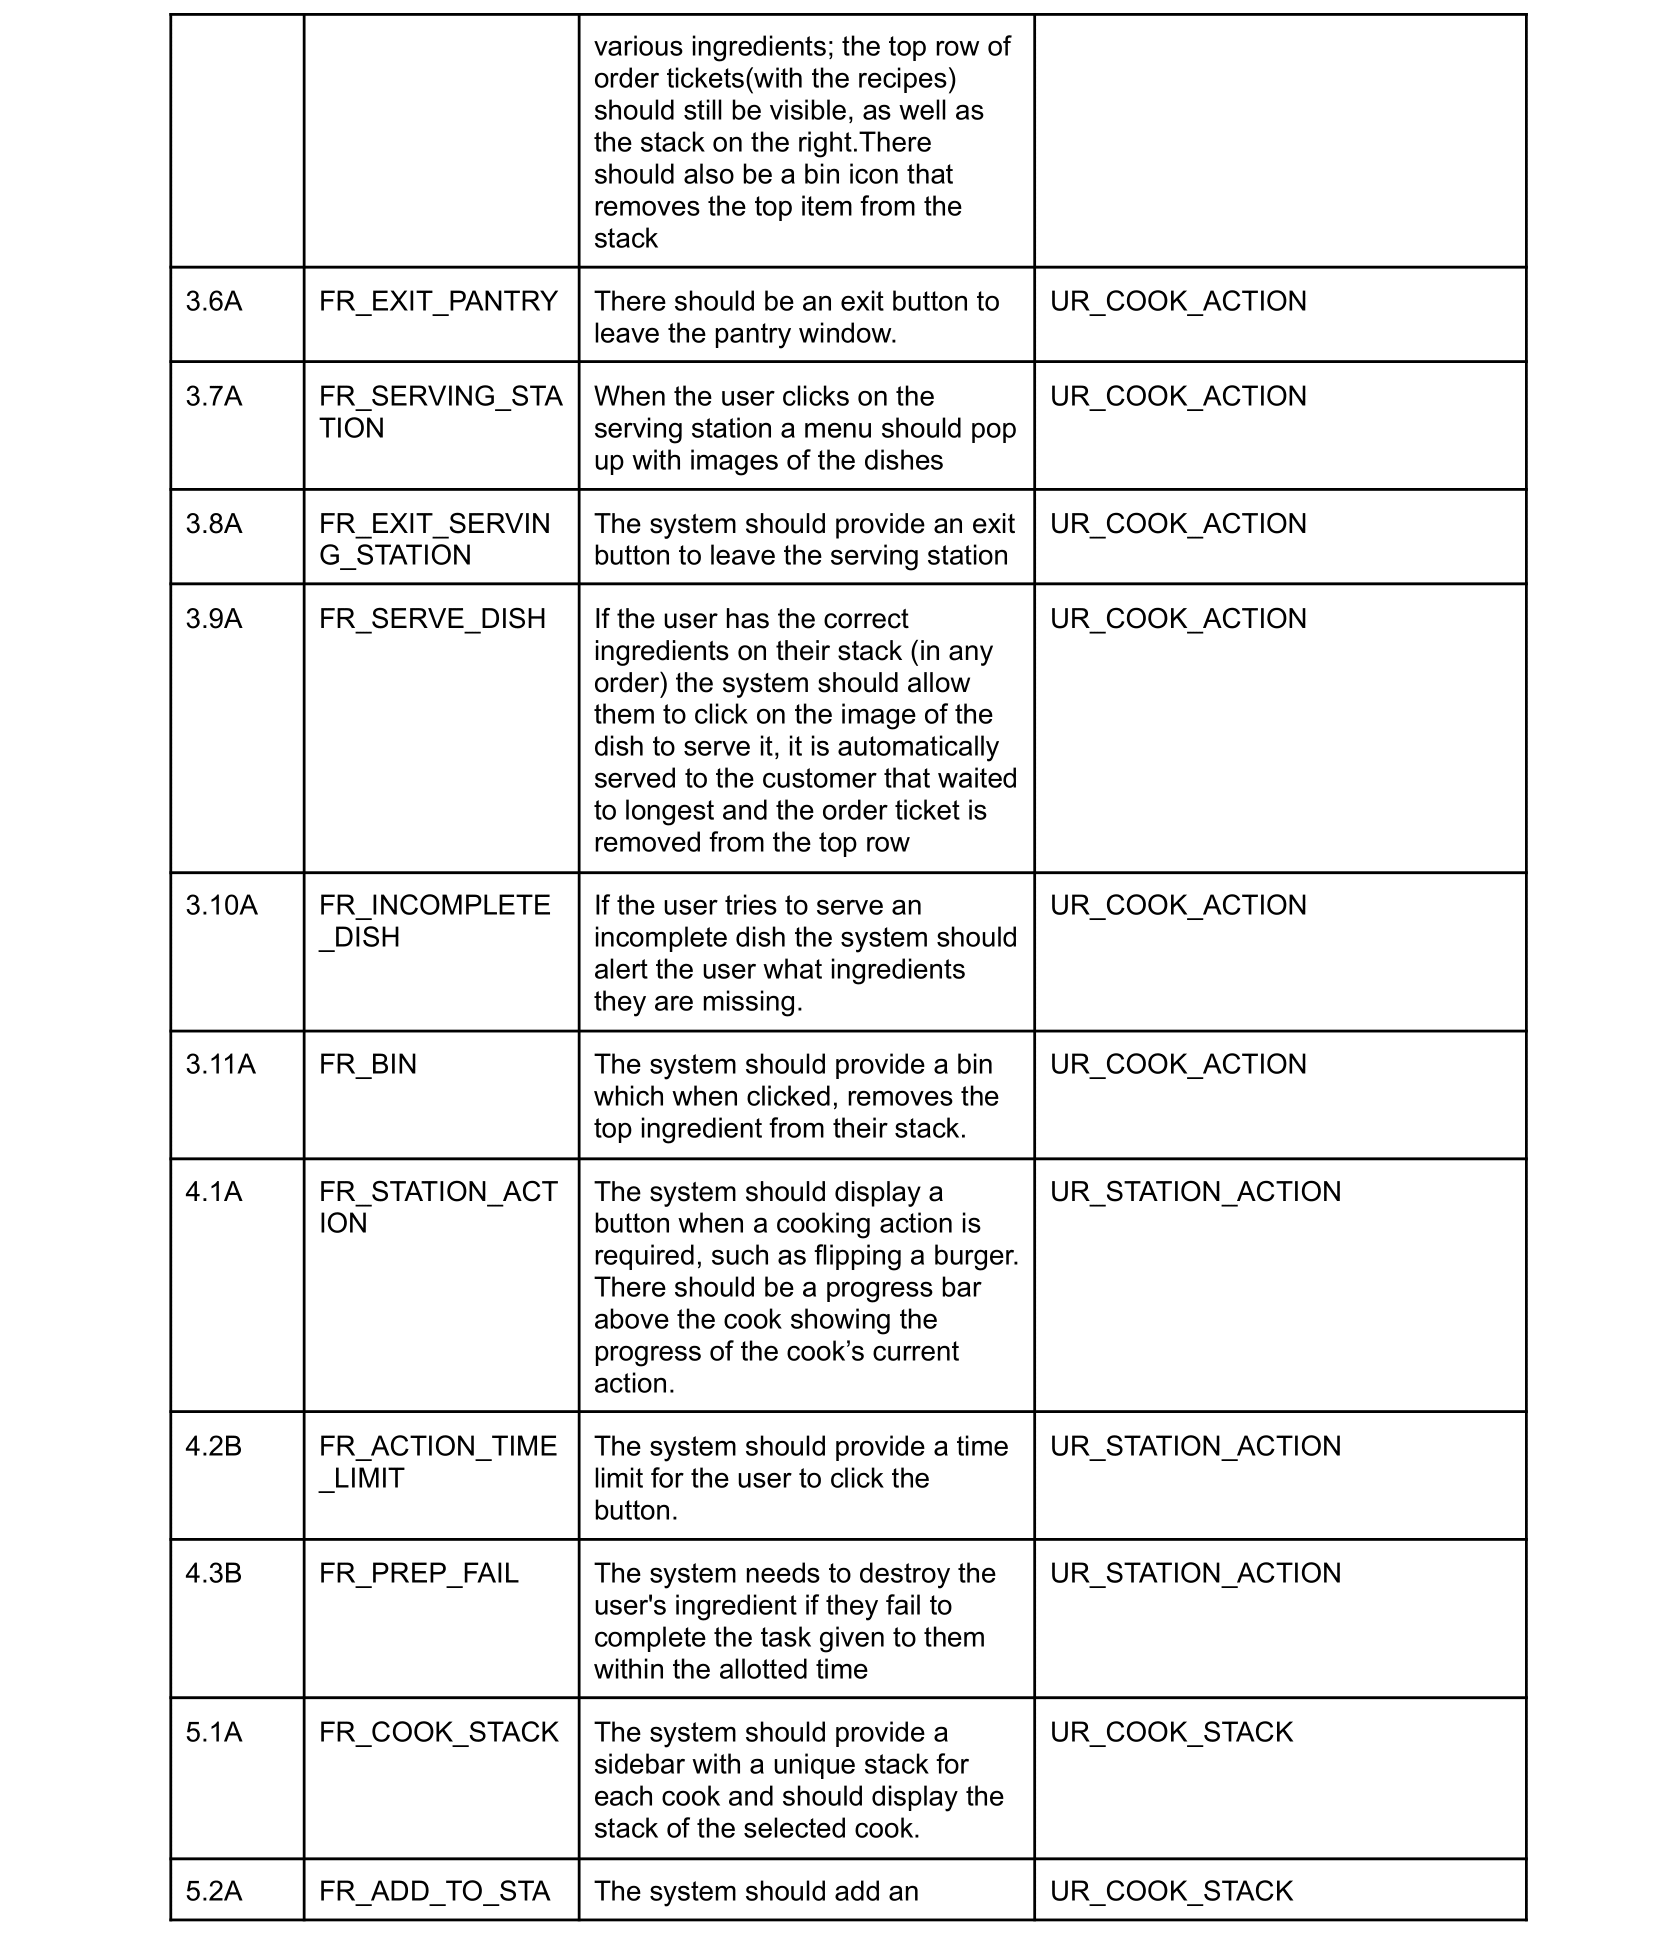 various ingredients; the top row of
order tickets(with the recipes)
should still be visible, as well as
the stack on the right.There
should also be a bin icon that
removes the top item from the
stack
3.6A
FR_EXIT_PANTRY
There should be an exit button to
leave the pantry window.
UR_COOK_ACTION
3.7A
FR_SERVING_STA
TION
When the user clicks on the
serving station a menu should pop
up with images of the dishes
UR_COOK_ACTION
3.8A
FR_EXIT_SERVIN
G_STATION
The system should provide an exit
button to leave the serving station
UR_COOK_ACTION
3.9A
FR_SERVE_DISH
If the user has the correct
ingredients on their stack (in any
order) the system should allow
them to click on the image of the
dish to serve it, it is automatically
served to the customer that waited
to longest and the order ticket is
removed from the top row
UR_COOK_ACTION
3.10A
FR_INCOMPLETE
_DISH
If the user tries to serve an
incomplete dish the system should
alert the user what ingredients
they are missing.
UR_COOK_ACTION
3.11A
FR_BIN
The system should provide a bin
which when clicked, removes the
top ingredient from their stack.
UR_COOK_ACTION
4.1A
FR_STATION_ACT
ION
The system should display a
button when a cooking action is
required, such as flipping a burger.
There should be a progress bar
above the cook showing the
progress of the cook’s current
action.
UR_STATION_ACTION
4.2B
FR_ACTION_TIME
_LIMIT
The system should provide a time
limit for the user to click the
button.
UR_STATION_ACTION
4.3B
FR_PREP_FAIL
The system needs to destroy the
user's ingredient if they fail to
complete the task given to them
within the allotted time
UR_STATION_ACTION
5.1A
FR_COOK_STACK
The system should provide a
sidebar with a unique stack for
each cook and should display the
stack of the selected cook.
UR_COOK_STACK
5.2A
FR_ADD_TO_STA
The system should add an
UR_COOK_STACK